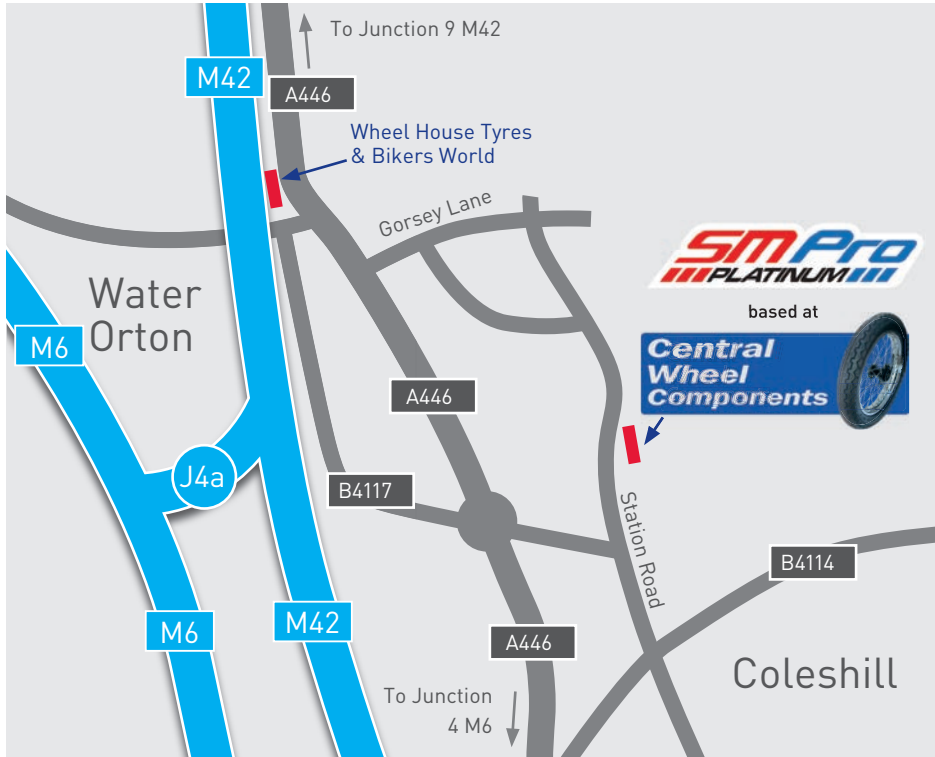 To Junction 9 M42
M42
A446
Wheel House Tyres
& Bikers World
Gorsey Lane
SMPro
PLATINUM
based at
Central
Wheel
Components
Water
Orton
M6
A446
J4a
B4117
Station Road
B4114
M6
M42
A446
Coleshill
To Junction
4 M6